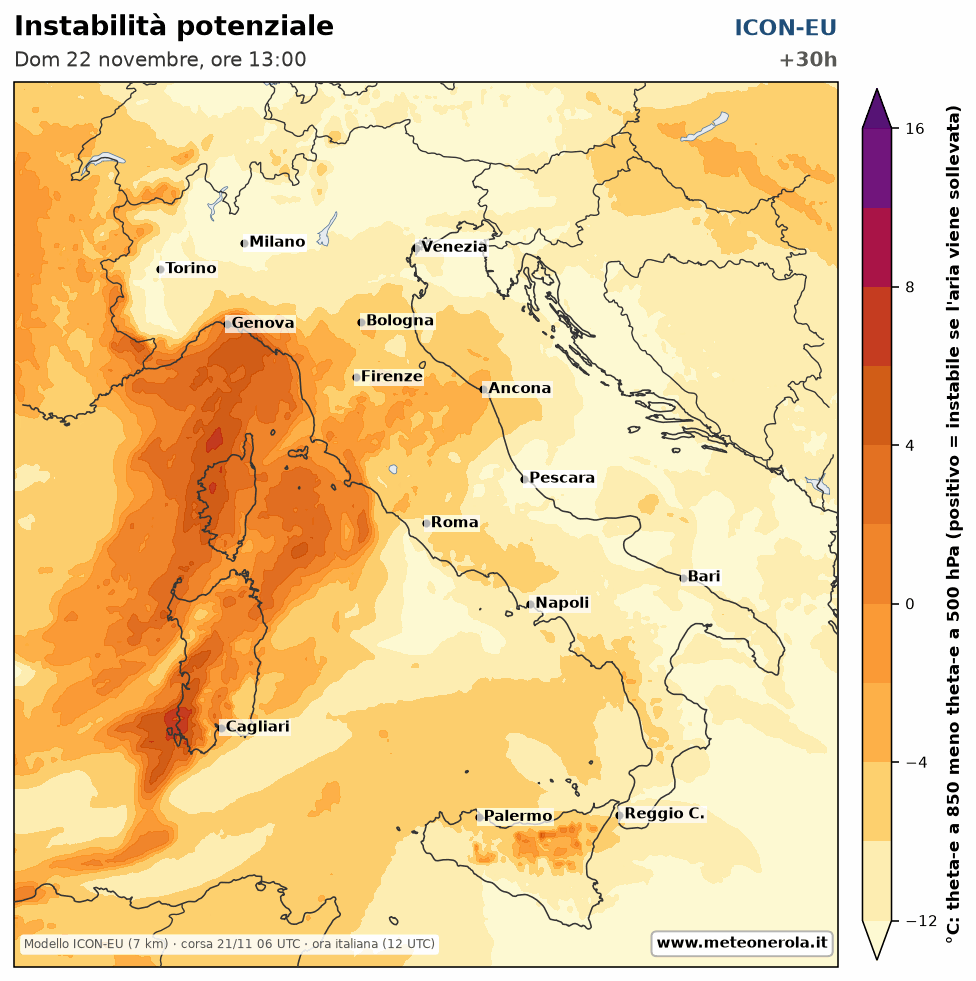 Instabilità potenziale
ICON-EU
Dom 22 novembre, ore 13:00
+30h
Milano
Venezia
Torino
Genova
Bologna
Firenze
Ancona
Pescara
Roma
Bari
Napoli
Cagliari
Palermo
Reggio C.
Modello ICON-EU (7 km) · corsa 21/11 06 UTC · ora italiana (12 UTC)
www.meteonerola.it
16
8
4
0
−4
−12
°C: theta-e a 850 meno theta-e a 500 hPa (positivo = instabile se l'aria viene sollevata)